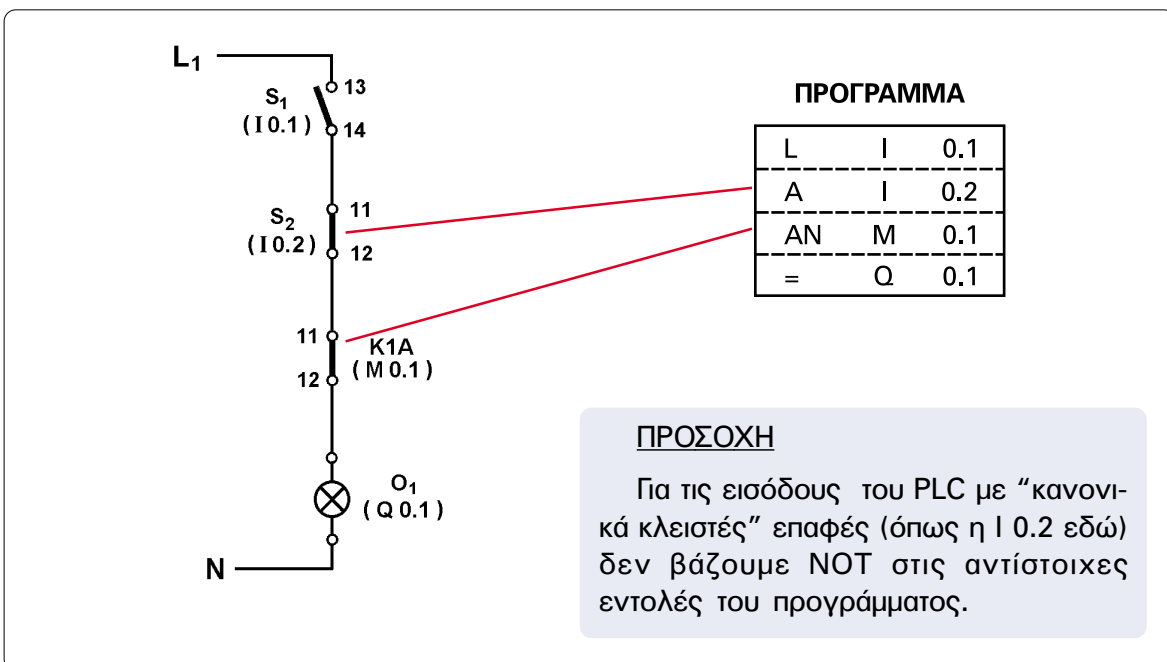 L1
13
S1
(I 0.1)
14
11
S2
(I 0.2)
12
11
K1A
(M 0.1)
12
O1
(Q 0.1)
N
ΠΡΟΓΡΑΜΜΑ
L I 0.1
A I 0.2
AN M 0.1
= Q 0.1
ΠΡΟΣΟΧΗ
Για τις εισόδους του PLC με “κανονι-
κά κλειστές” επαφές (όπως η I 0.2 εδώ)
δεν βάζουμε NOT στις αντίστοιχες
εντολές του προγράμματος.